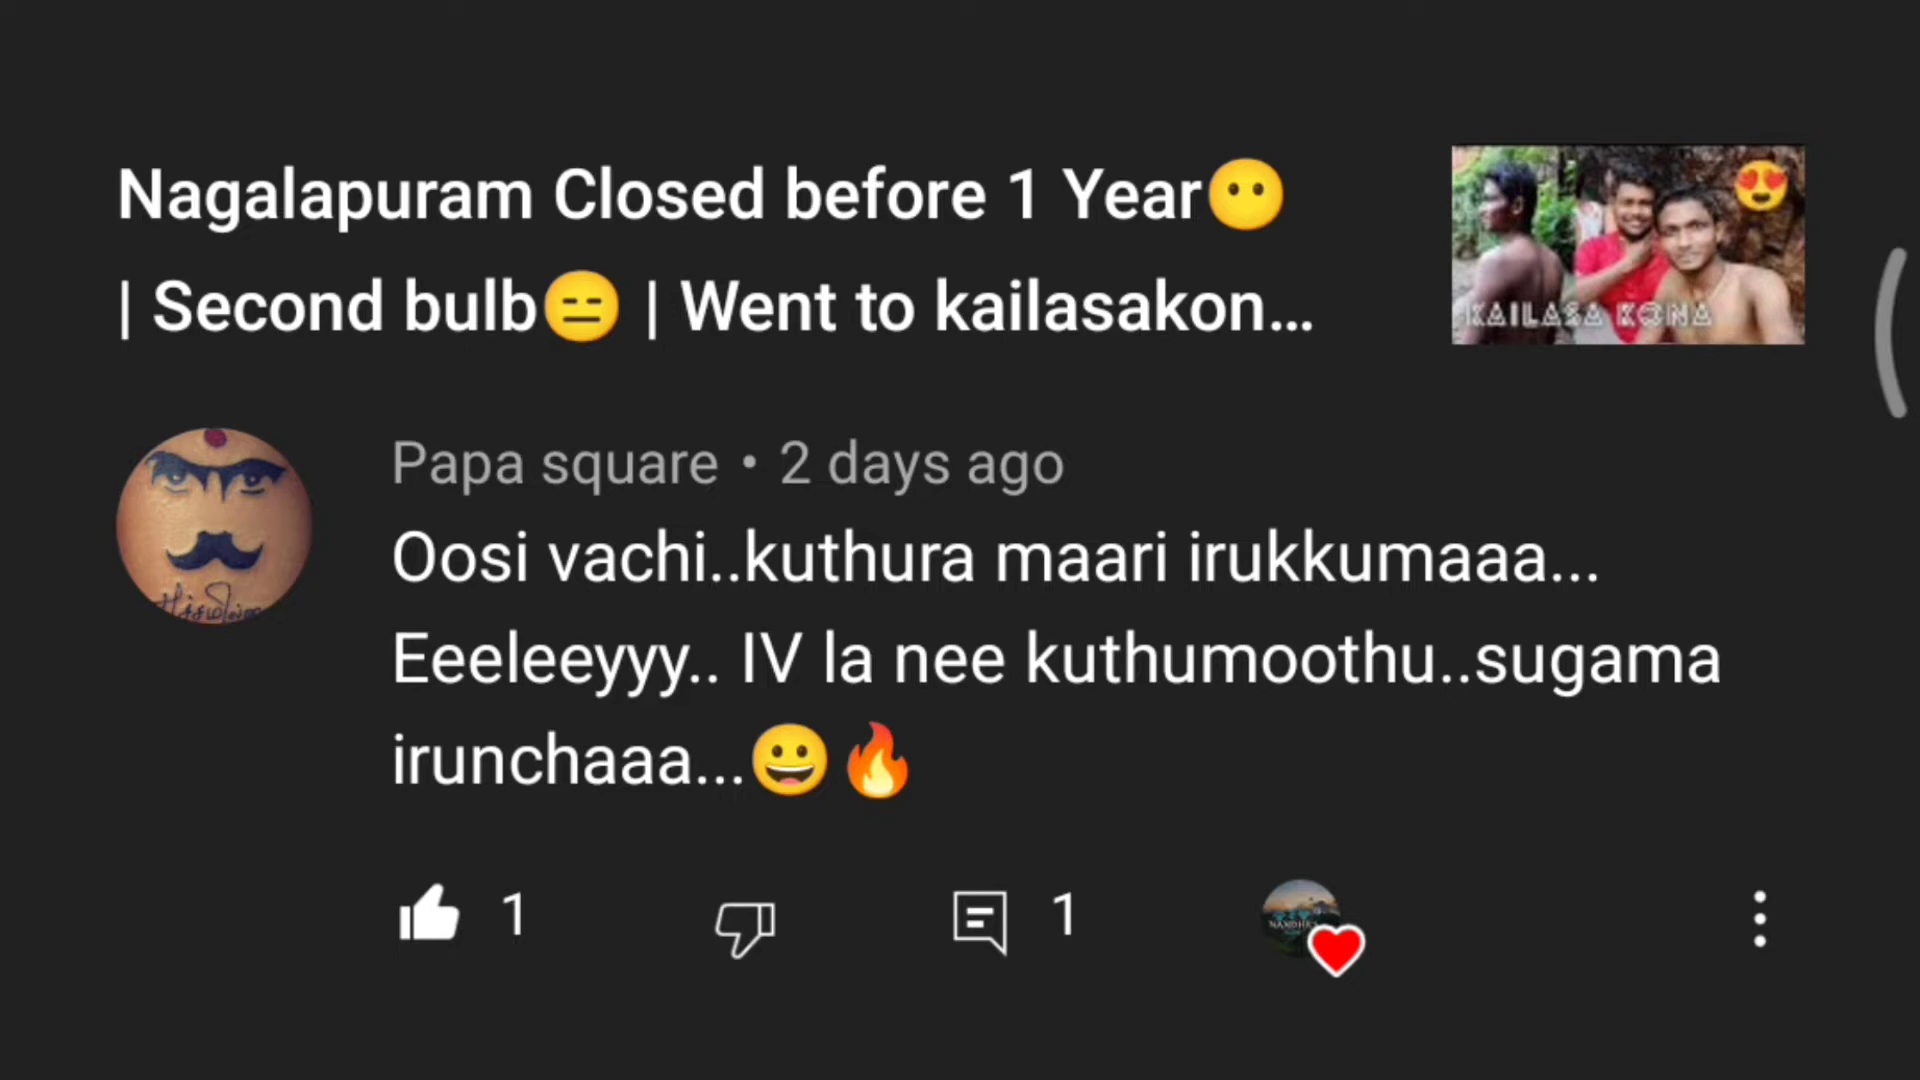 Nagalapuram Closed before 1 Year😶
| Second bulb😑 | Went to kailasakon...
KAILASA KONA
Papa square • 2 days ago
Oosi vachi..kuthura maari irukkumaaa...
Eeeleeyyy.. IV la nee kuthumoothu..sugama
irunchaaa...😀🔥
1
1